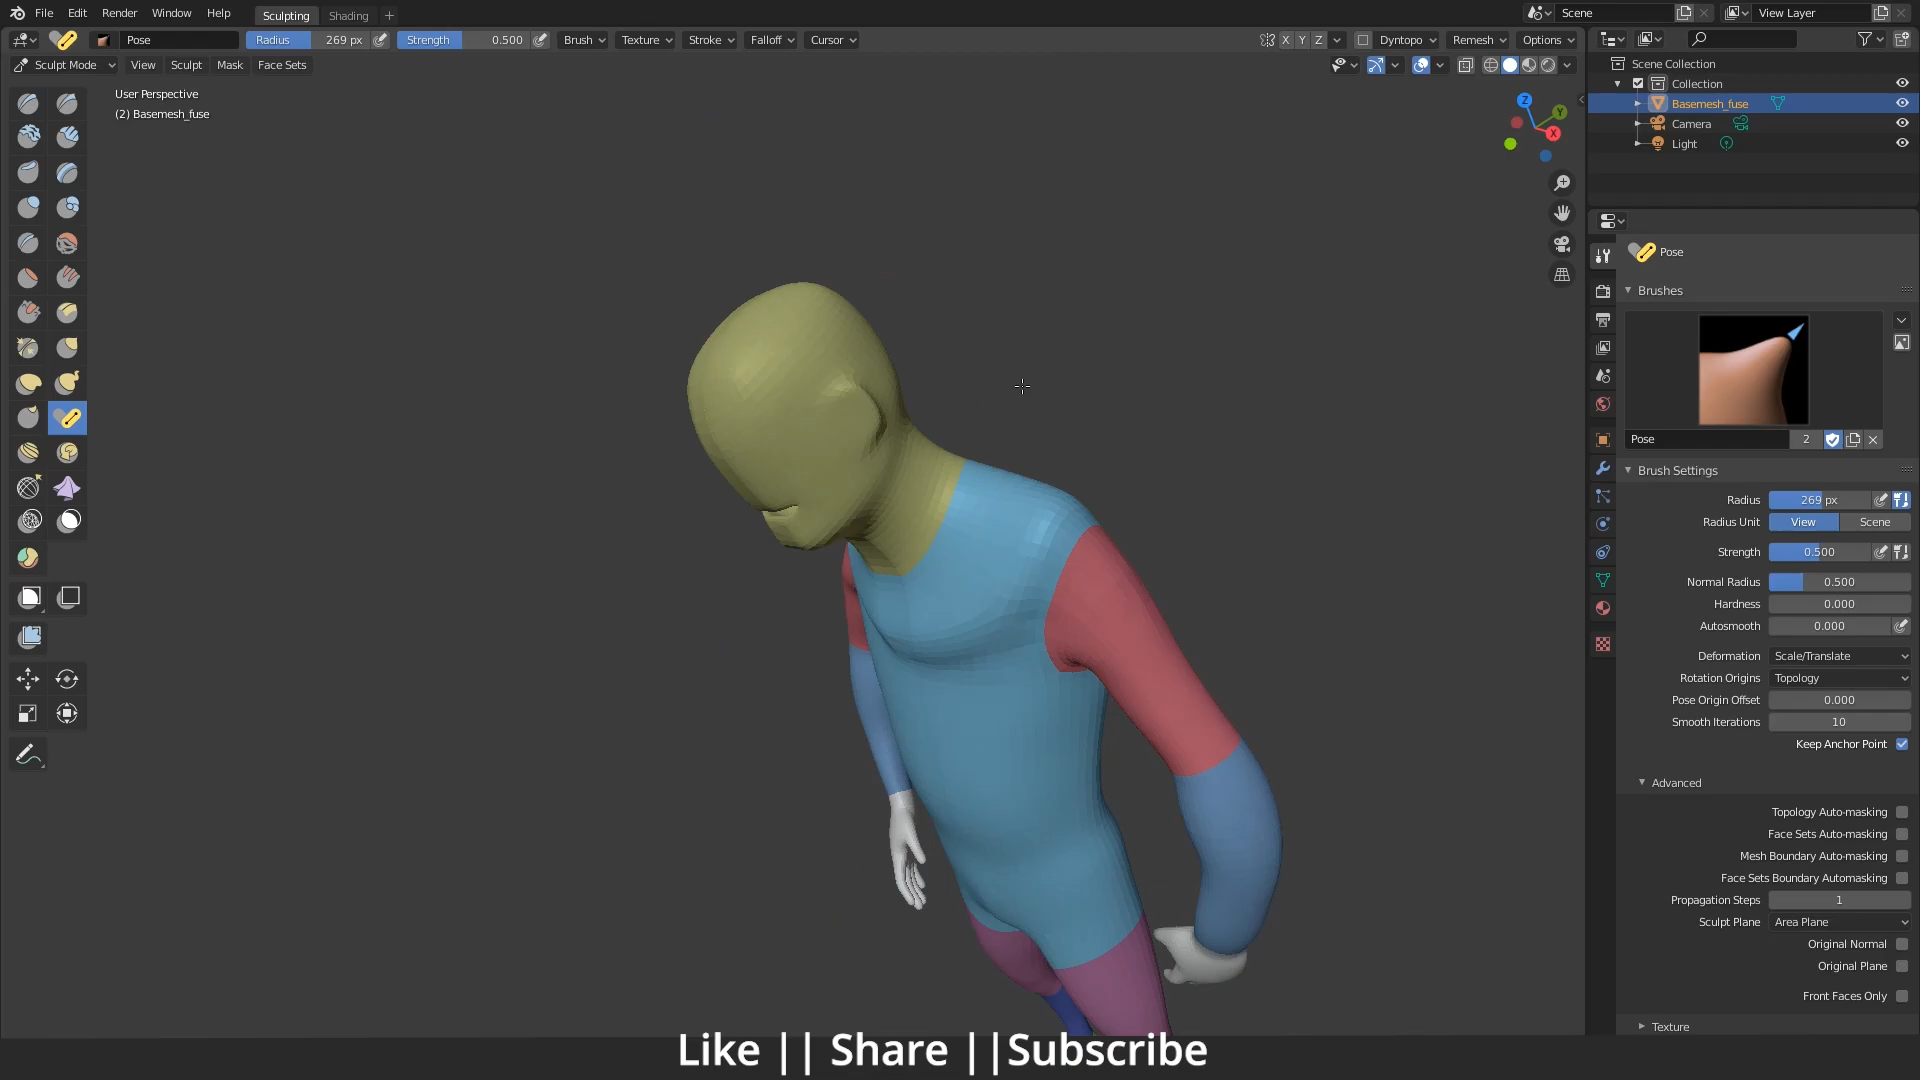 File Edit Render Window Help Sculpting Shading + Scene View Layer
Pose Radius 269 px Strength 0.500 Brush Texture Stroke Falloff Cursor X Y Z Dyntopo Remesh Options
Sculpt Mode View Sculpt Mask Face Sets
User Perspective
(2) Basemesh_fuse
Z
Y
X
Scene Collection
Collection
Basemesh_fuse
Camera
Light
Pose
Brushes
Pose 2
Brush Settings
Radius 269 px
Radius Unit View Scene
Strength 0.500
Normal Radius 0.500
Hardness 0.000
Autosmooth 0.000
Deformation Scale/Translate
Rotation Origins Topology
Pose Origin Offset 0.000
Smooth Iterations 10
Keep Anchor Point
Advanced
Topology Auto-masking
Face Sets Auto-masking
Mesh Boundary Auto-masking
Face Sets Boundary Automasking
Propagation Steps 1
Sculpt Plane Area Plane
Original Normal
Original Plane
Front Faces Only
Texture
Like || Share ||Subscribe